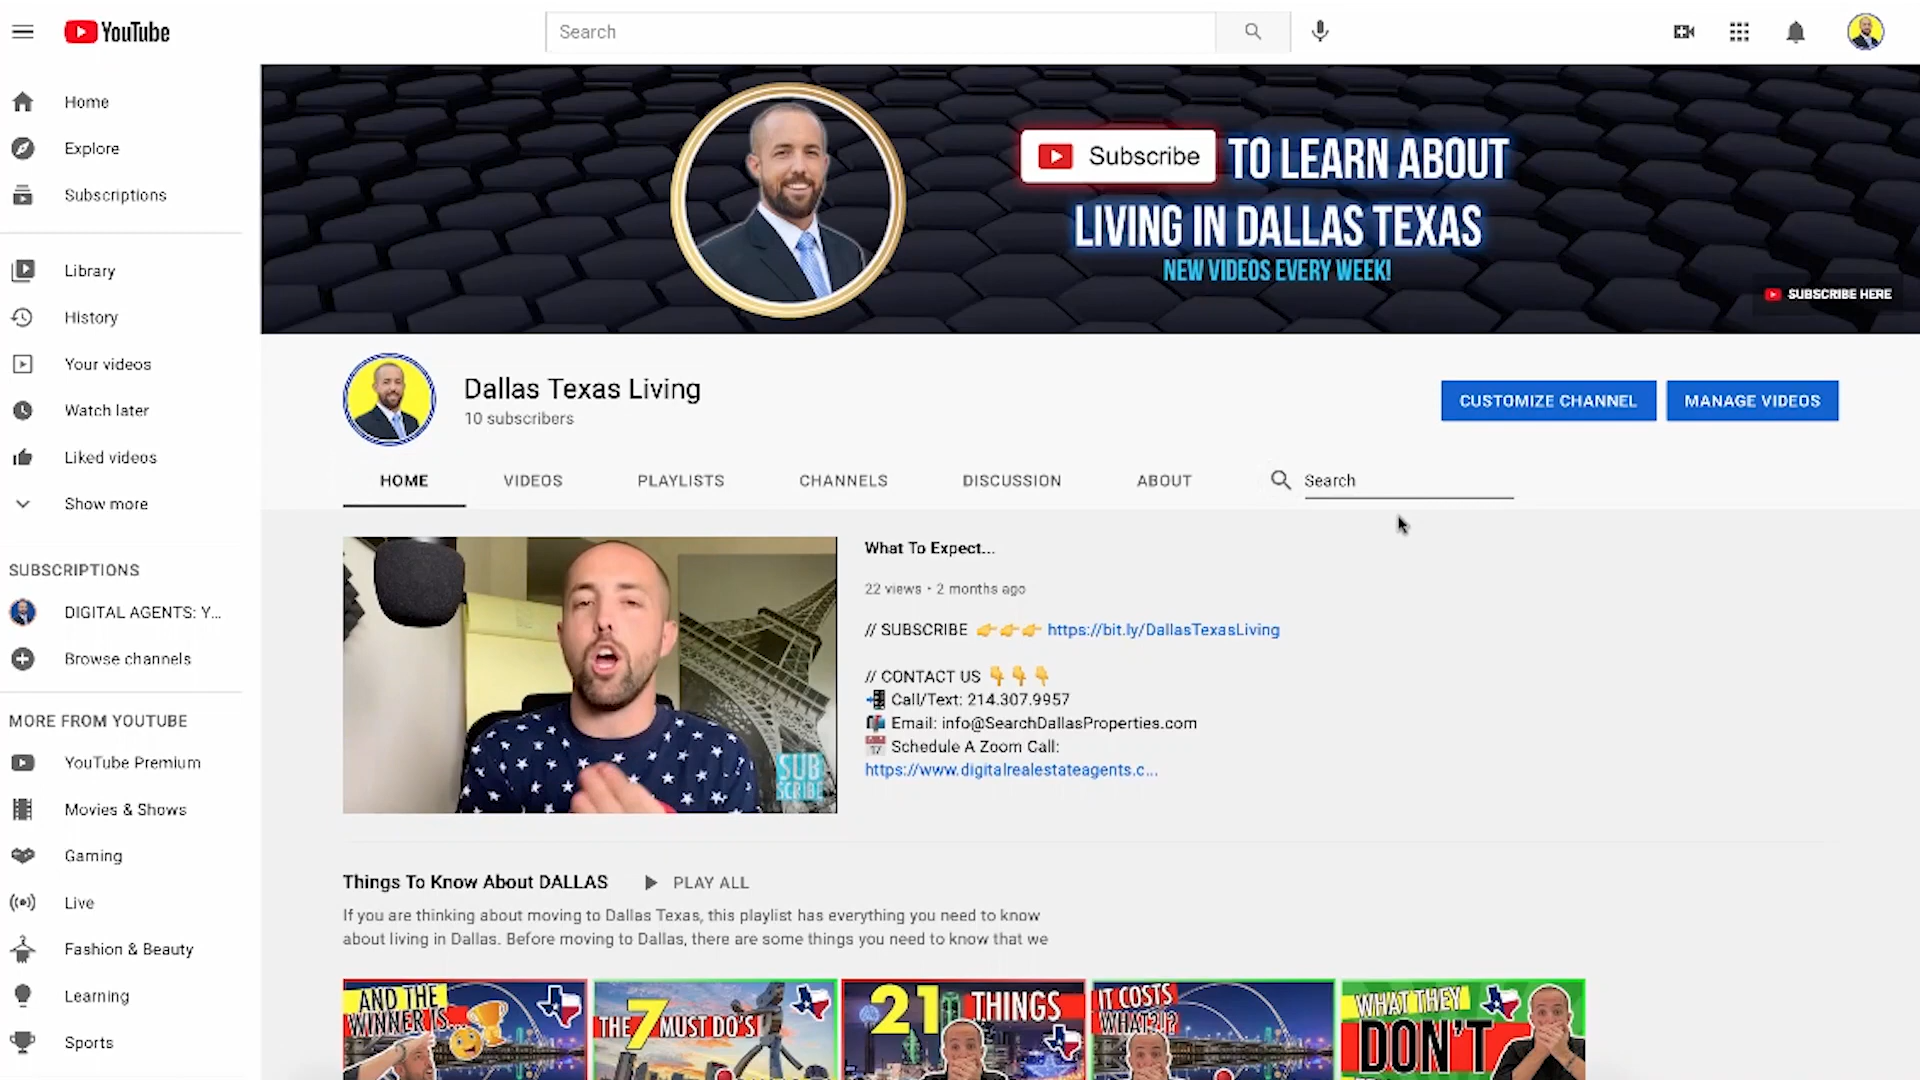 YouTube
Search
Home
Explore
Subscriptions
Library
History
Your videos
Watch later
Liked videos
Show more
SUBSCRIPTIONS
DIGITAL AGENTS: Y...
Browse channels
MORE FROM YOUTUBE
YouTube Premium
Movies & Shows
Gaming
Live
Fashion & Beauty
Learning
Sports
Subscribe TO LEARN ABOUT
LIVING IN DALLAS TEXAS
NEW VIDEOS EVERY WEEK!
SUBSCRIBE HERE
Dallas Texas Living
10 subscribers
CUSTOMIZE CHANNEL
MANAGE VIDEOS
HOME
VIDEOS
PLAYLISTS
CHANNELS
DISCUSSION
ABOUT
Search
SUB
SCRIBE
What To Expect...
22 views • 2 months ago
// SUBSCRIBE 👉👉👉 https://bit.ly/DallasTexasLiving
// CONTACT US 👇👇👇
📲 Call/Text: 214.307.9957
📬 Email: info@SearchDallasProperties.com
📅 Schedule A Zoom Call:
https://www.digitalrealestateagents.c...
Things To Know About DALLAS
PLAY ALL
If you are thinking about moving to Dallas Texas, this playlist has everything you need to know
about living in Dallas. Before moving to Dallas, there are some things you need to know that we
AND THE
WINNER IS...
THE 7 MUST DO'S
21 THINGS
IT COSTS
WHAT?!?
WHAT THEY
DON'T